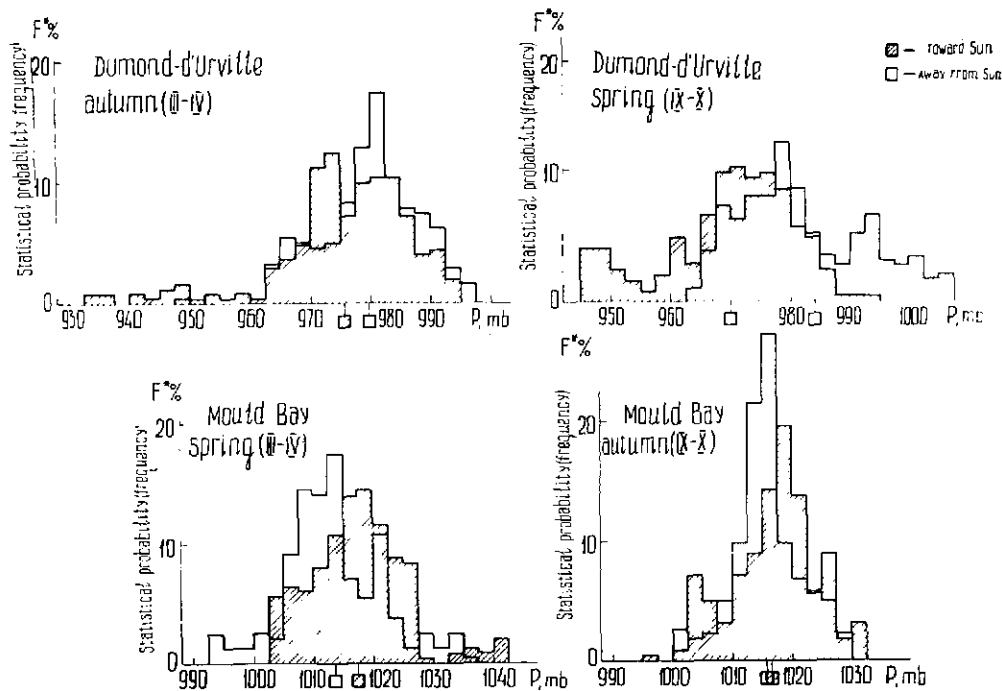 F*%
20
10
0
Statistical probability frequency)
Dumond-d'Urville
autumn (III-IV)
930 940 950 960 970 980 990 P, mb
F*%
20
10
0
Statistical probability (frequency)
Dumond-d'Urville
spring (IX-X)
950 960 980 990 1000 P, mb
- Toward Sun
- Away From Sun
F*%
20
10
0
Statistical probability (frequency)
Mould Bay
spring (III-IV)
990 1000 1010 1020 1030 1040 P, mb
F*%
20
10
0
Statistical probability (frequency)
Mould Bay
autumn (IX-X)
990 1000 1010 1020 1030 P, mb